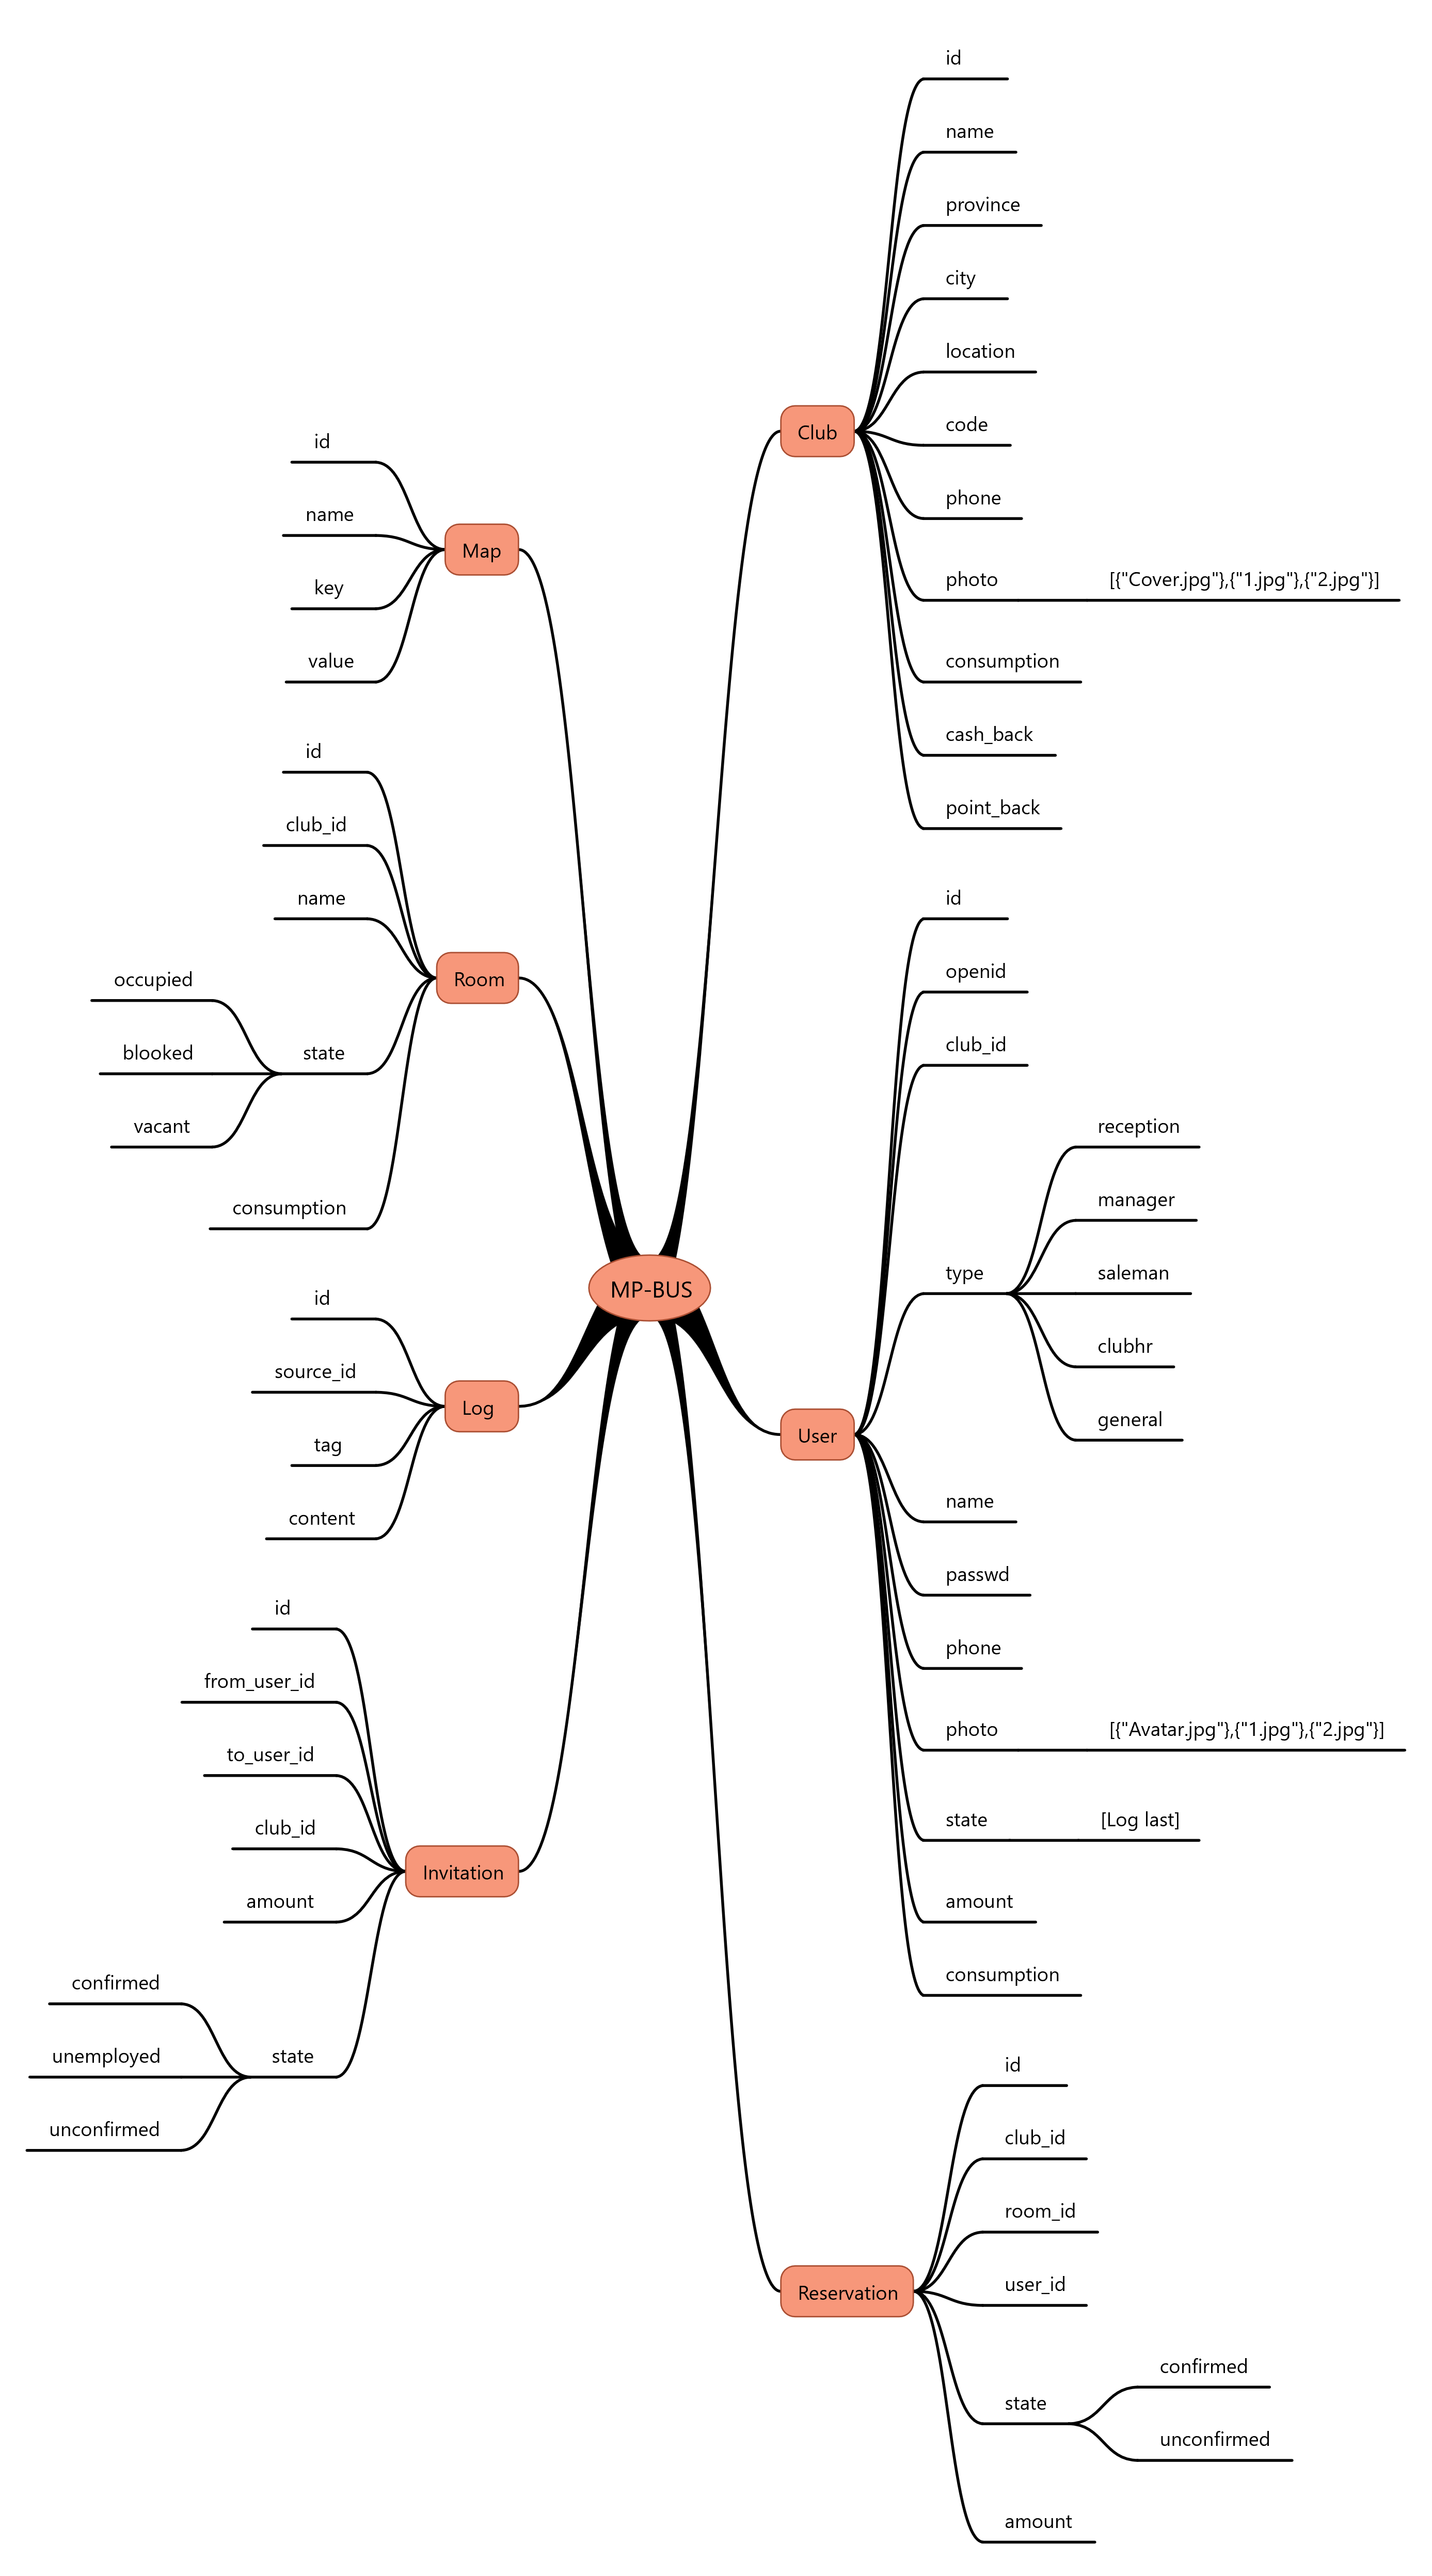 MP-BUS
Club
id
name
province
city
location
code
phone
photo
[{"Cover.jpg"},{"1.jpg"},{"2.jpg"}]
consumption
cash_back
point_back
User
id
openid
club_id
type
reception
manager
saleman
clubhr
general
name
passwd
phone
photo
[{"Avatar.jpg"},{"1.jpg"},{"2.jpg"}]
state
[Log last]
amount
consumption
Reservation
id
club_id
room_id
user_id
state
confirmed
unconfirmed
amount
Map
id
name
key
value
Room
id
club_id
name
state
occupied
blooked
vacant
consumption
Log
id
source_id
tag
content
Invitation
id
from_user_id
to_user_id
club_id
amount
state
confirmed
unemployed
unconfirmed